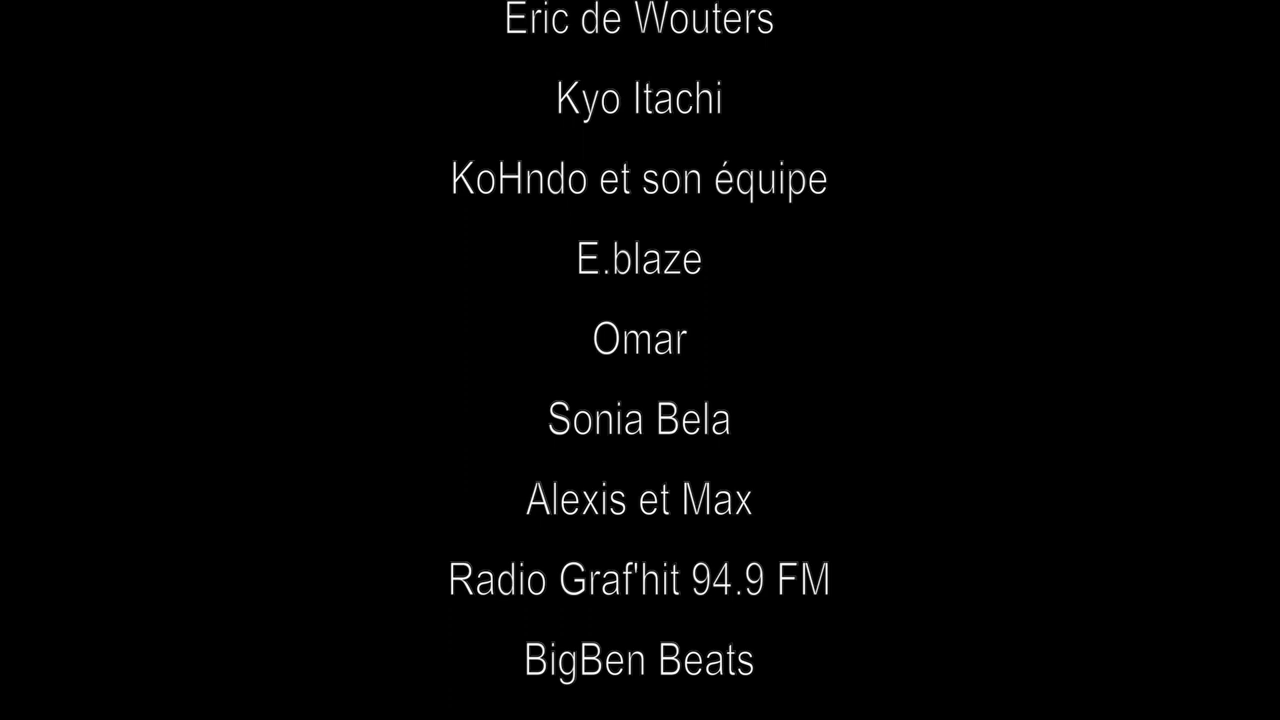 Eric de Wouters
Kyo Itachi
KoHndo et son équipe
E.blaze
Omar
Sonia Bela
Alexis et Max
Radio Graf'hit 94.9 FM
BigBen Beats